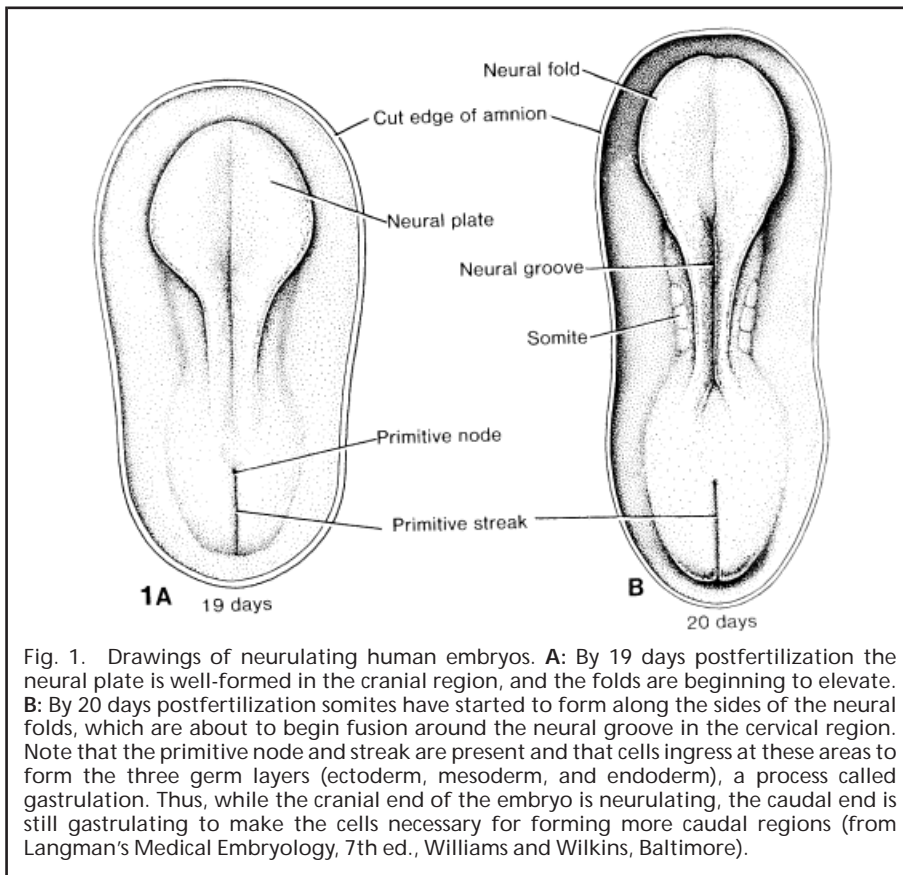 Neural fold
Cut edge of amnion
Neural plate
Neural groove
Somite
Primitive node
Primitive streak
1A
19 days
B
20 days
Fig. 1. Drawings of neurulating human embryos. A: By 19 days postfertilization the
neural plate is well-formed in the cranial region, and the folds are beginning to elevate.
B: By 20 days postfertilization somites have started to form along the sides of the neural
folds, which are about to begin fusion around the neural groove in the cervical region.
Note that the primitive node and streak are present and that cells ingress at these areas to
form the three germ layers (ectoderm, mesoderm, and endoderm), a process called
gastrulation. Thus, while the cranial end of the embryo is neurulating, the caudal end is
still gastrulating to make the cells necessary for forming more caudal regions (from
Langman's Medical Embryology, 7th ed., Williams and Wilkins, Baltimore).